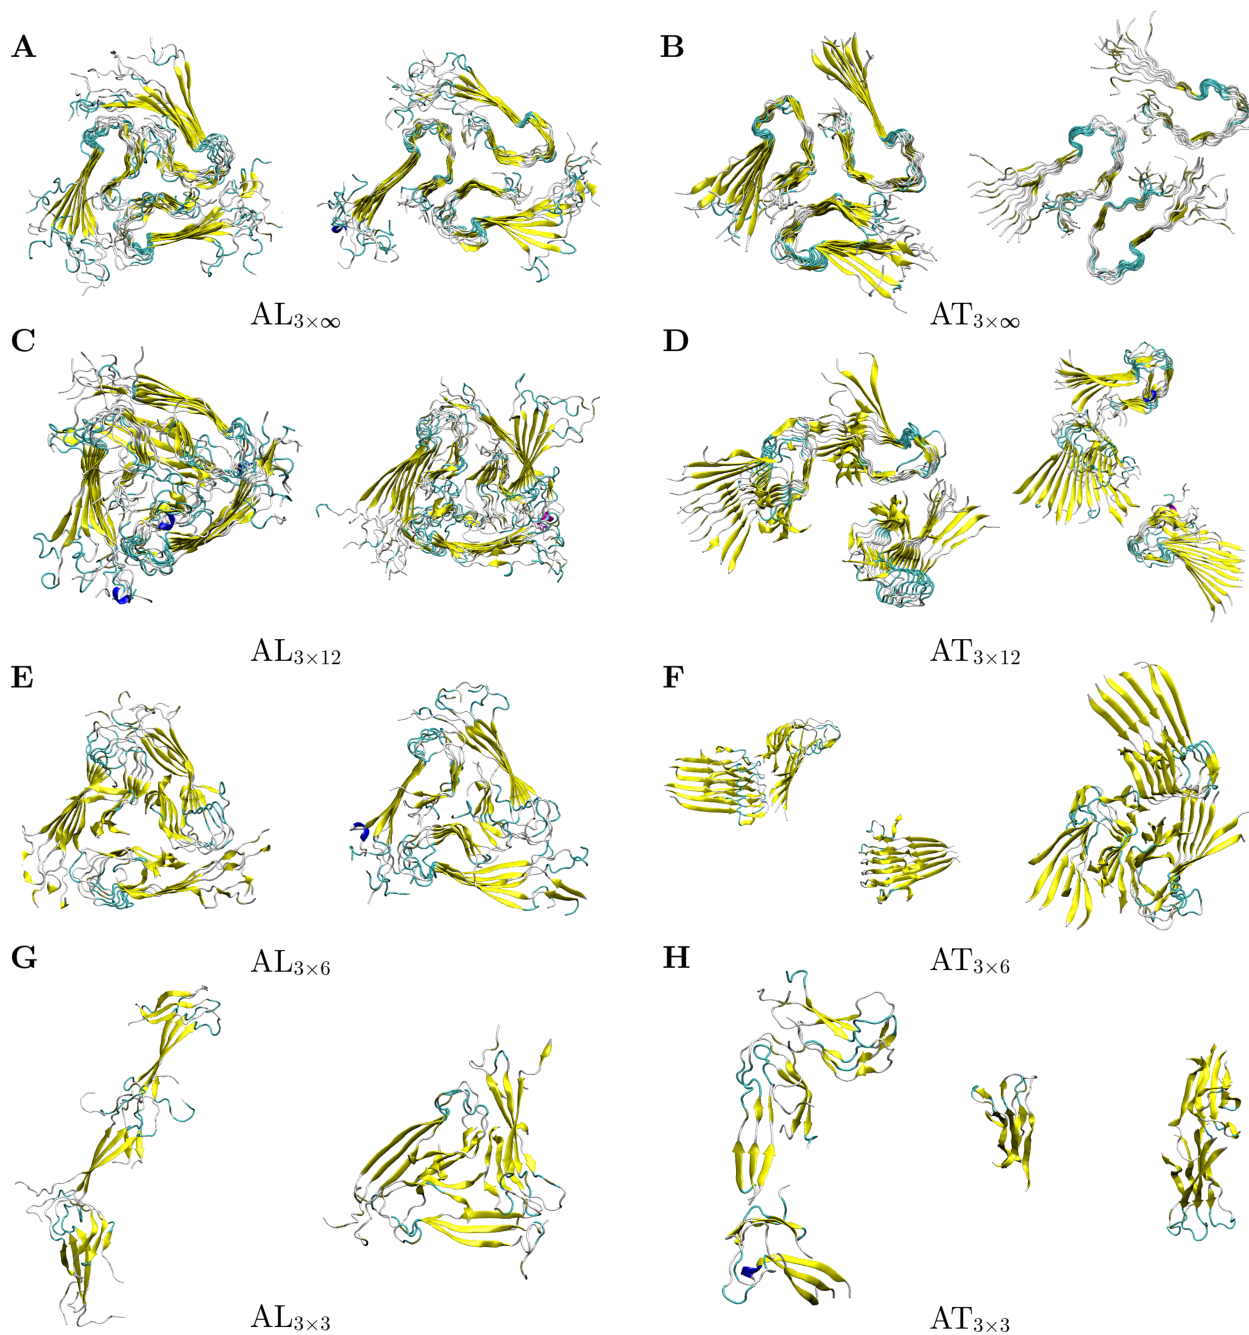 A
B
AL₃×∞
AT₃×∞
C
D
AL₃×₁₂
AT₃×₁₂
E
F
AL₃×₆
AT₃×₆
G
H
AL₃×₃
AT₃×₃